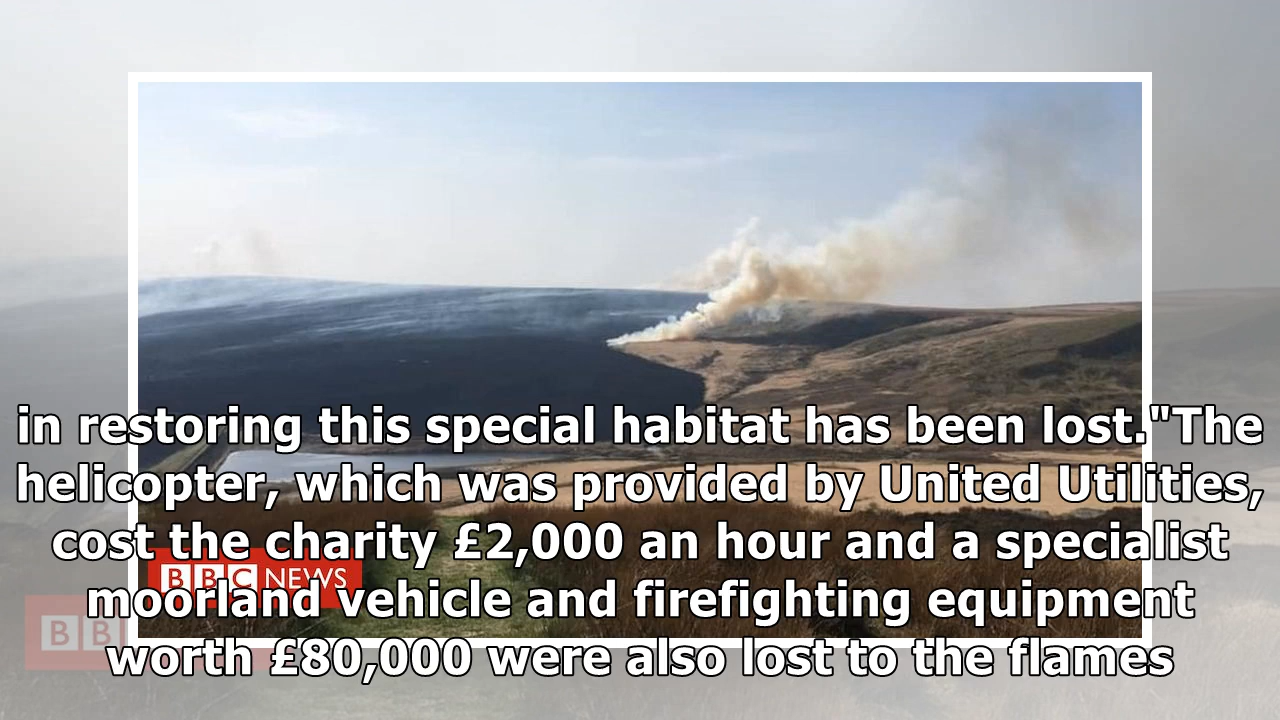 in restoring this special habitat has been lost."The
helicopter, which was provided by United Utilities,
cost the charity £2,000 an hour and a specialist
BBC NEWS
moorland vehicle and firefighting equipment
BB
worth £80,000 were also lost to the flames